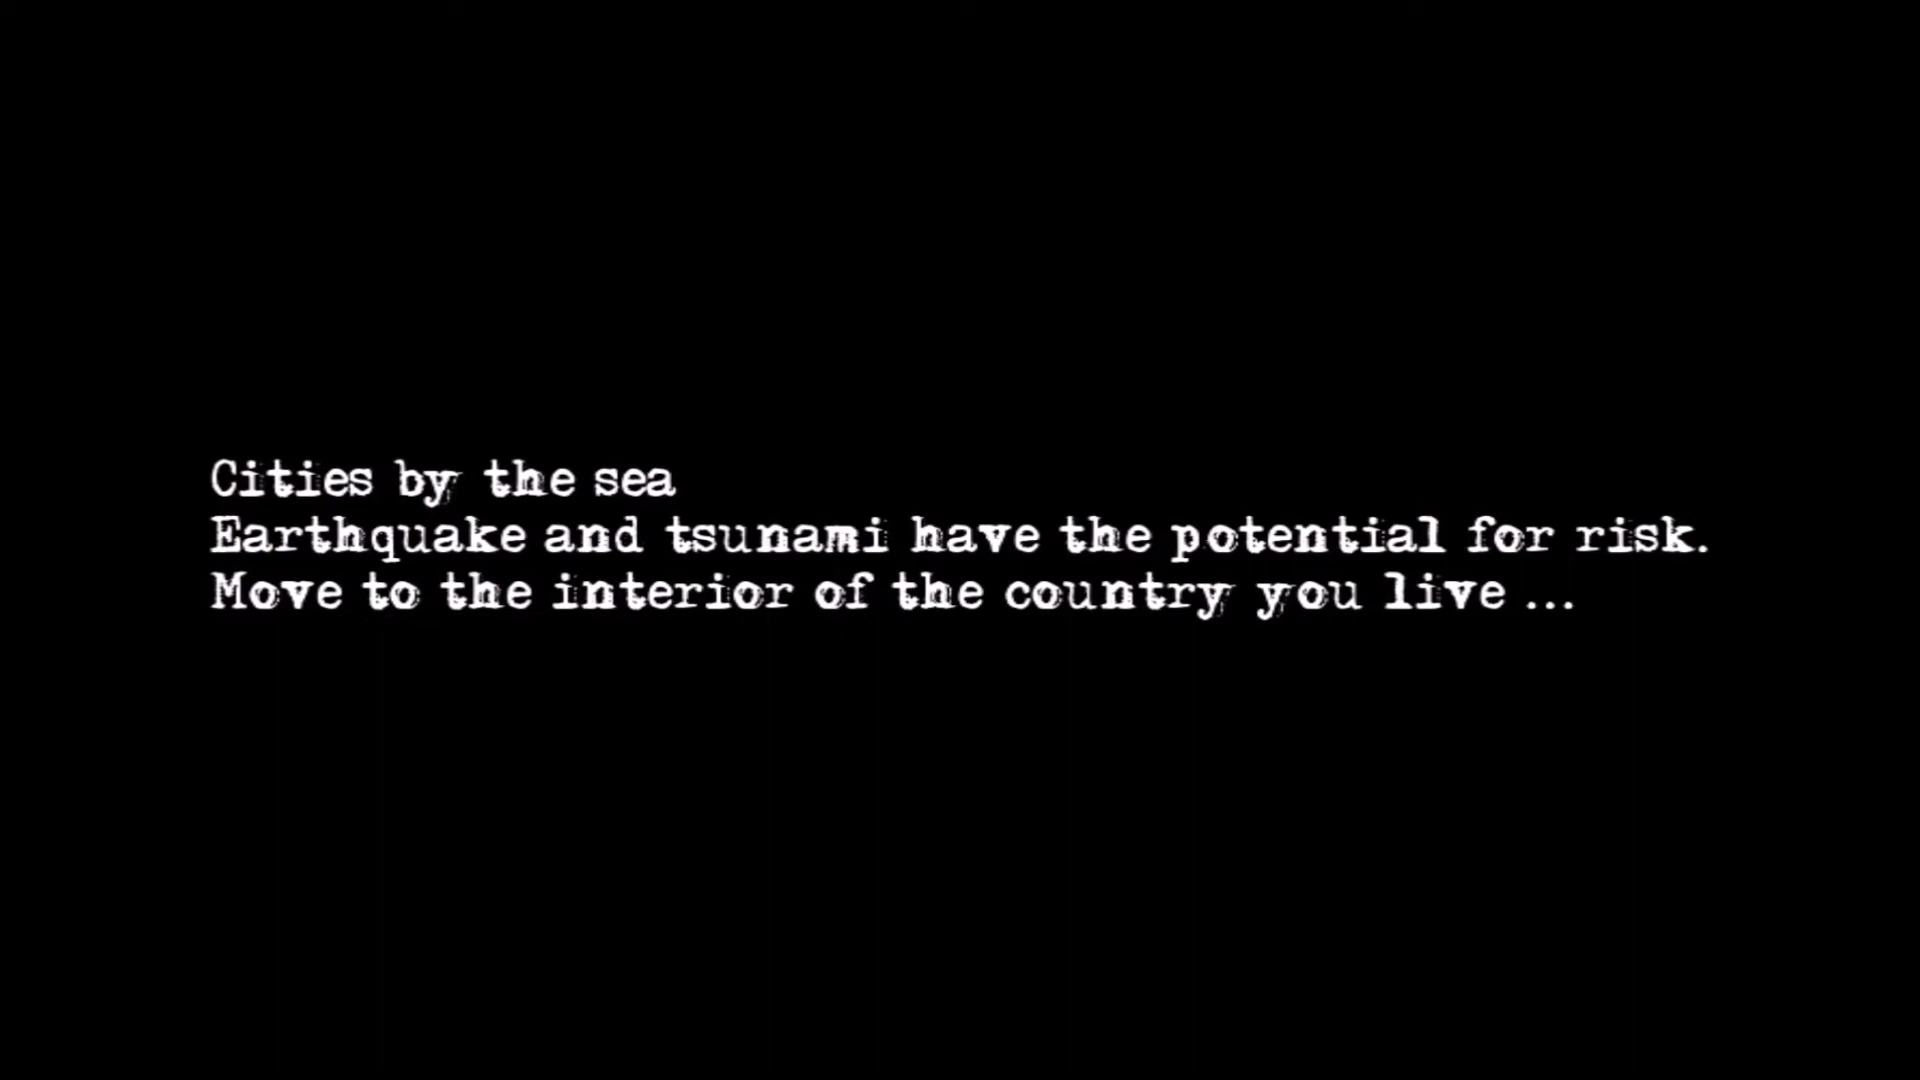 Cities by the sea
Earthquake and tsunami have the potential for risk.
Move to the interior of the country you live ...